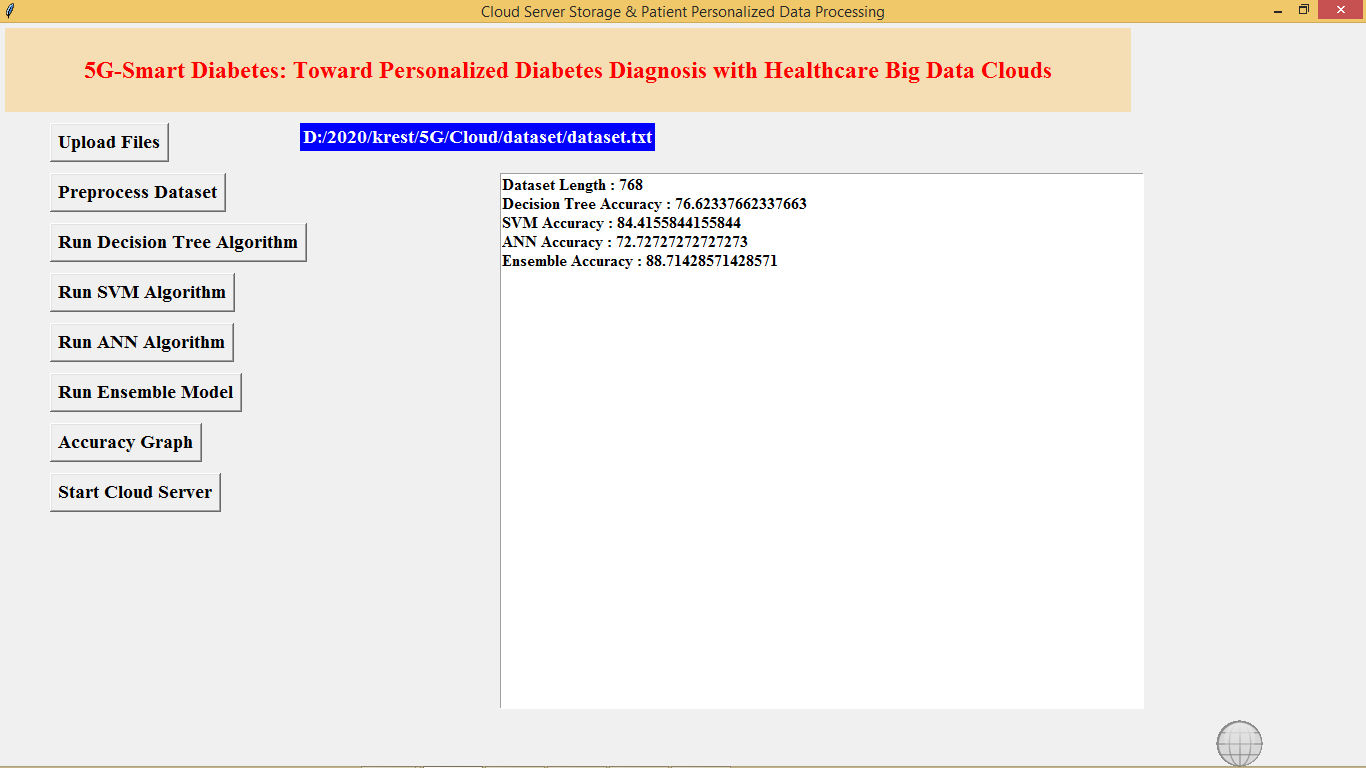 Cloud Server Storage & Patient Personalized Data Processing
5G-Smart Diabetes: Toward Personalized Diabetes Diagnosis with Healthcare Big Data Clouds
Upload Files
D:/2020/krest/5G/Cloud/dataset/dataset.txt
Preprocess Dataset
Run Decision Tree Algorithm
Run SVM Algorithm
Run ANN Algorithm
Run Ensemble Model
Accuracy Graph
Start Cloud Server
Dataset Length : 768
Decision Tree Accuracy : 76.62337662337663
SVM Accuracy : 84.4155844155844
ANN Accuracy : 72.72727272727273
Ensemble Accuracy : 88.71428571428571